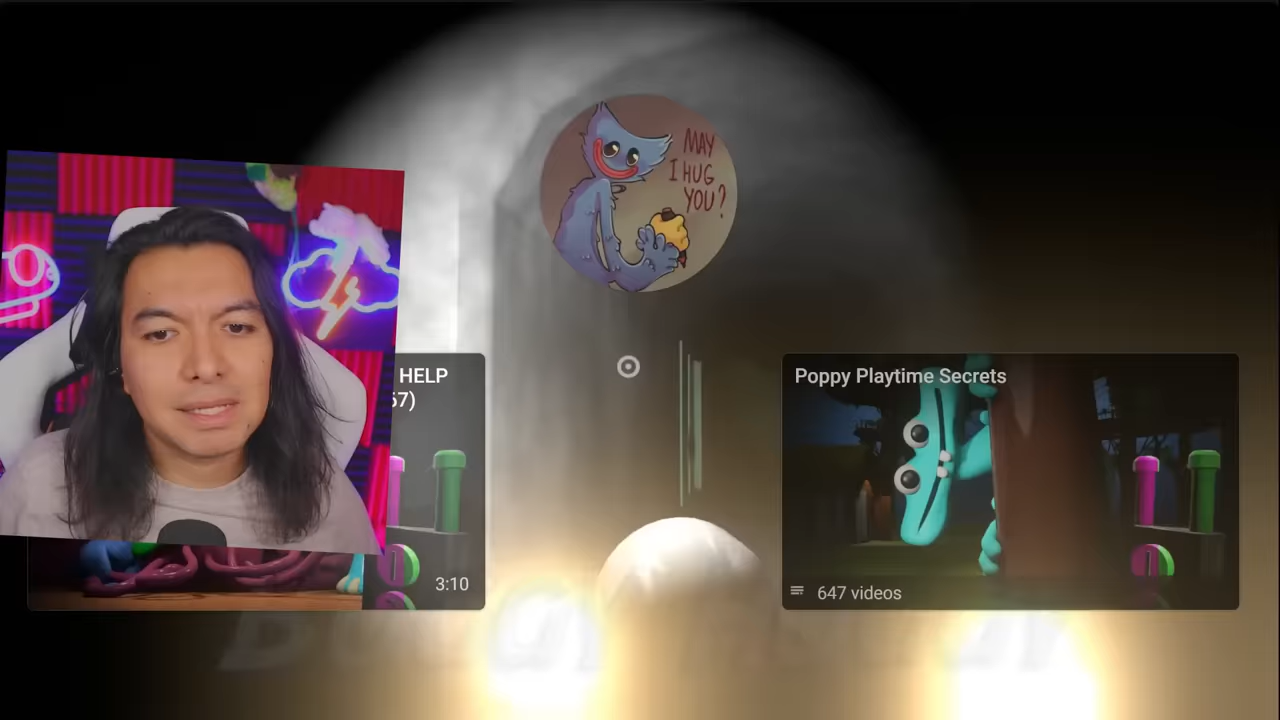 MAY
I HUG
YOU?
HELP
57)
3:10
Poppy Playtime Secrets
647 videos